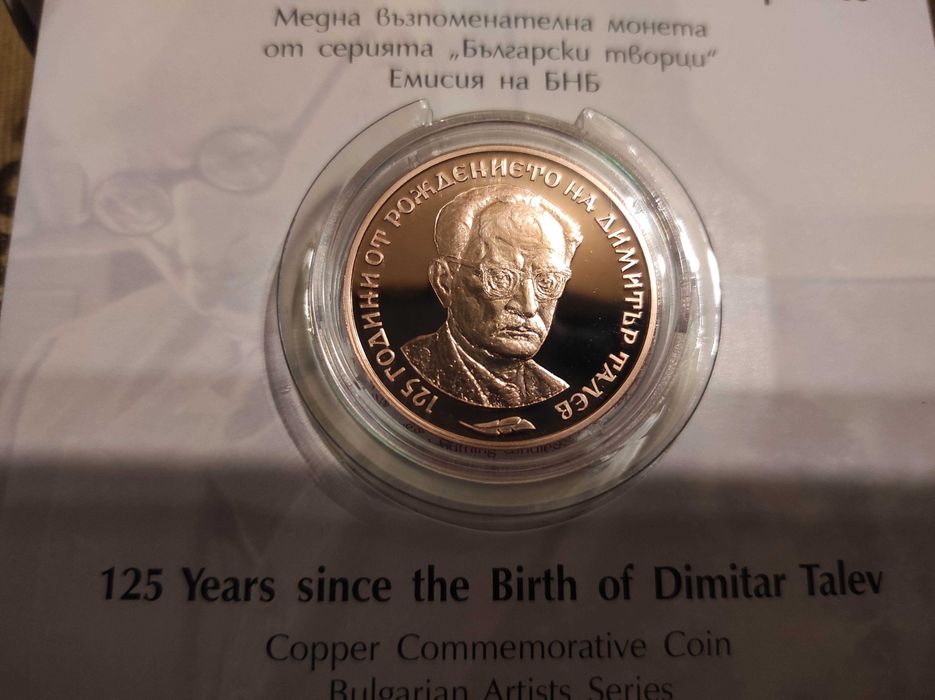 Медна възпоменателна монета
от серията „Български творци“
Емисия на БНБ
125 ГОДИНИ ОТ РОЖДЕНИЕТО НА ДИМИТЪР ТАЛЕВ
125 Years since the Birth of Dimitar Talev
Copper Commemorative Coin
Bulgarian Artists Series